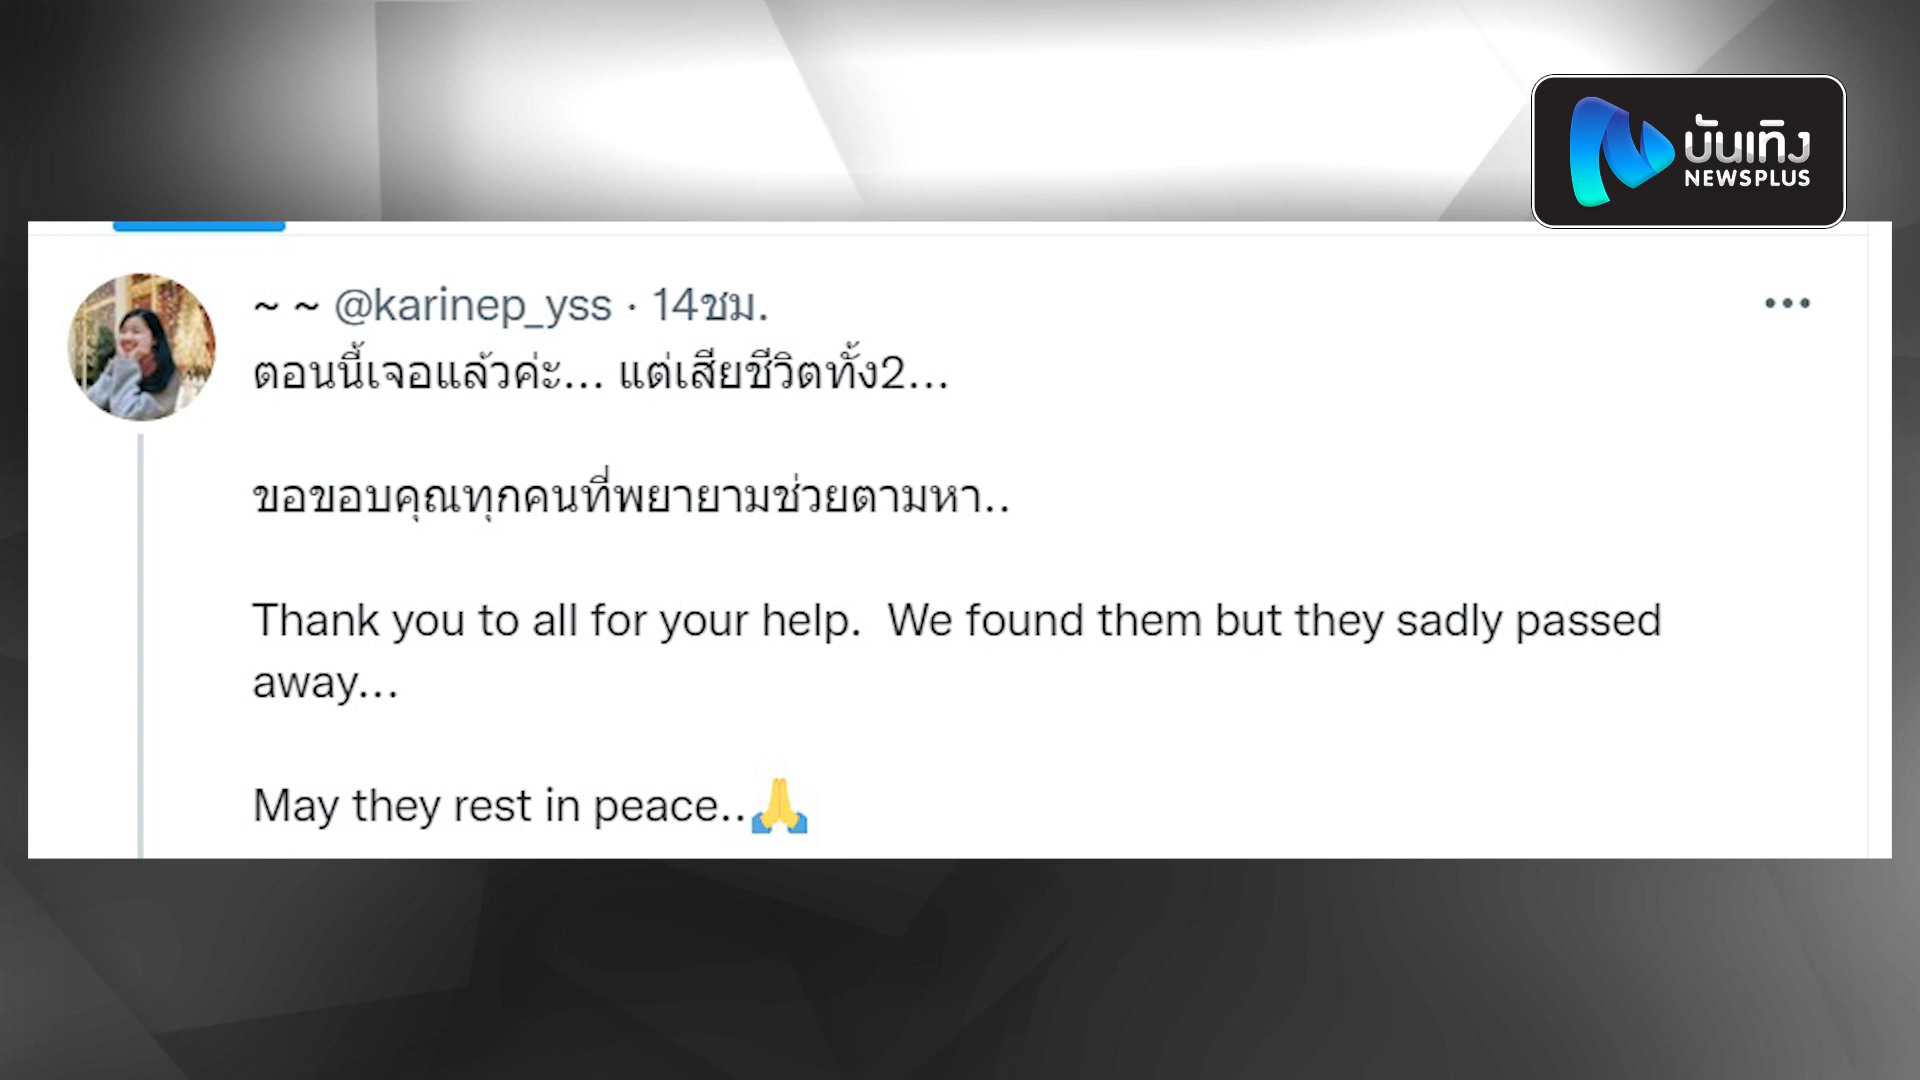 บันเทิง
NEWSPLUS
~ ~ @karinep_yss · 14ชม.
ตอนนี้เจอแล้วค่ะ... แต่เสียชีวิตทั้ง2...
ขอขอบคุณทุกคนที่พยายามช่วยตามหา..
Thank you to all for your help.  We found them but they sadly passed
away...
May they rest in peace..🙏